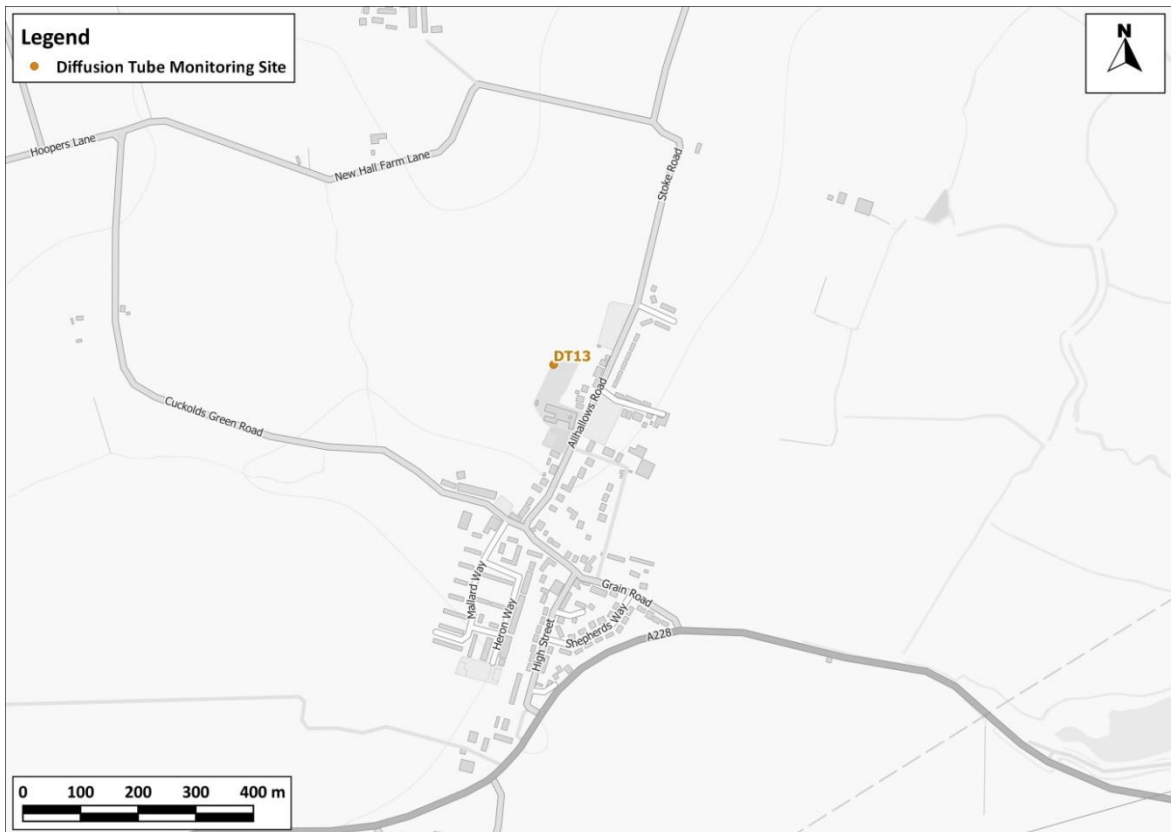 Legend
Diffusion Tube Monitoring Site
N
Hoopers Lane
New Hall Farm Lane
Stoke Road
DT13
Allhallows Road
Cuckolds Green Road
Mallard Way
Heron Way
High Street
Grain Road
Shepherds Way
A228
0 100 200 300 400 m